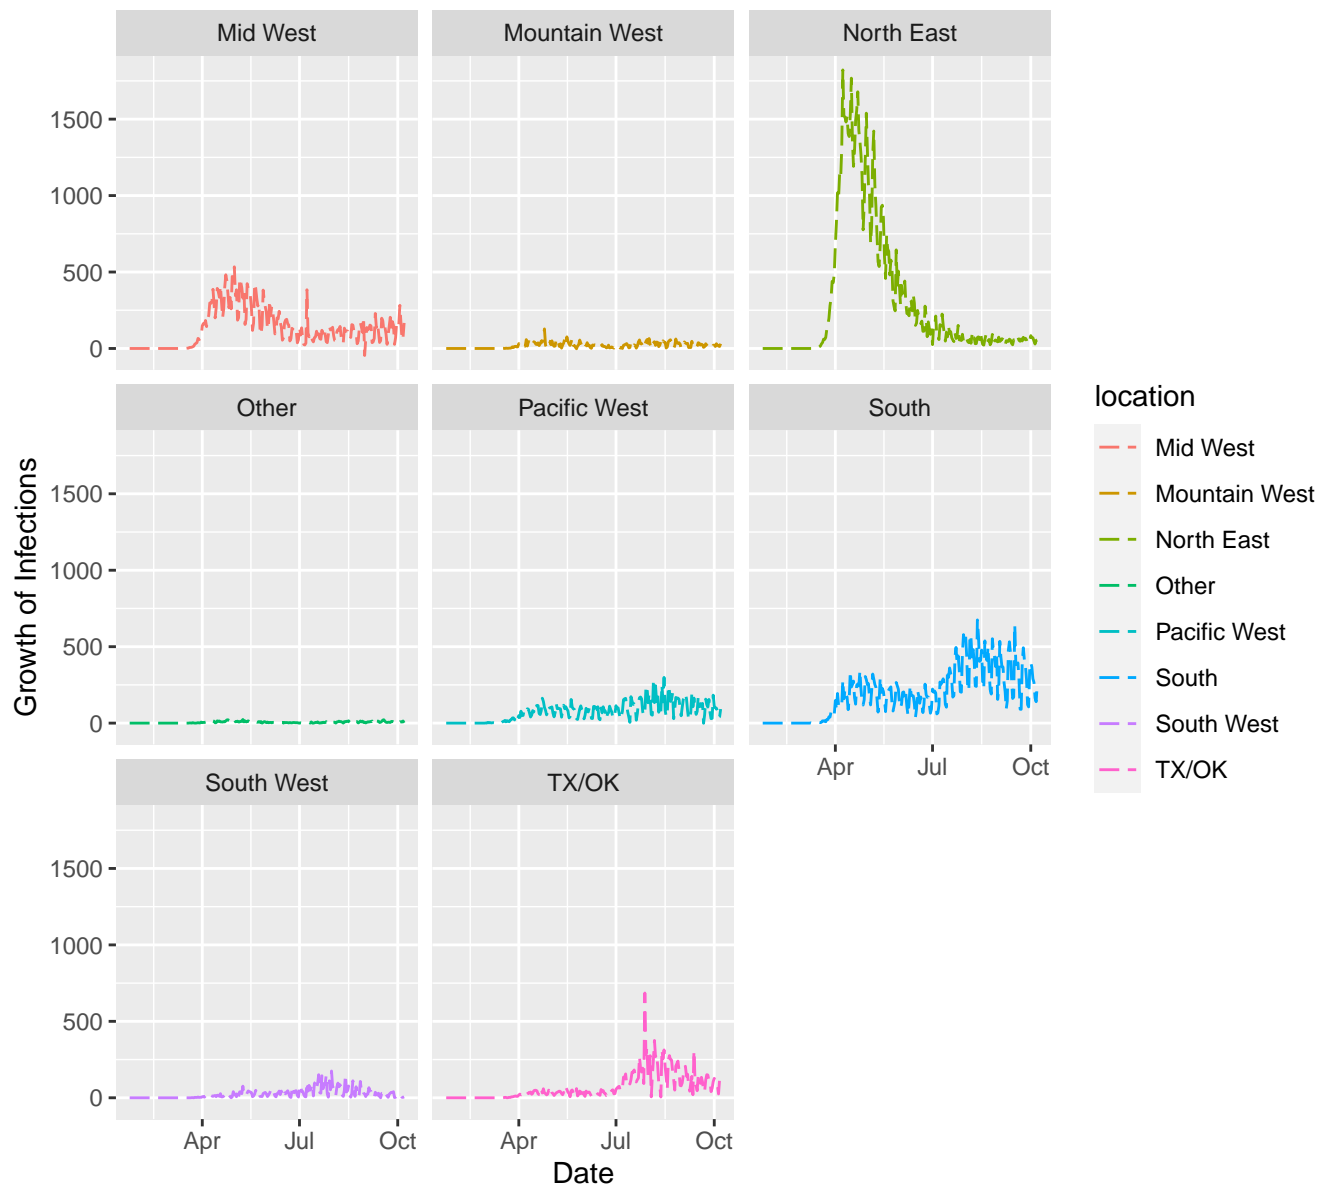 Mid West
Mountain West
North East
1500
1000
500
0
Other
Pacific West
South
1500
1000
500
0
Apr
Jul
Oct
South West
TX/OK
1500
1000
500
0
Apr
Jul
Oct
Apr
Jul
Oct
Growth of Infections
Date
location
Mid West
Mountain West
North East
Other
Pacific West
South
South West
TX/OK